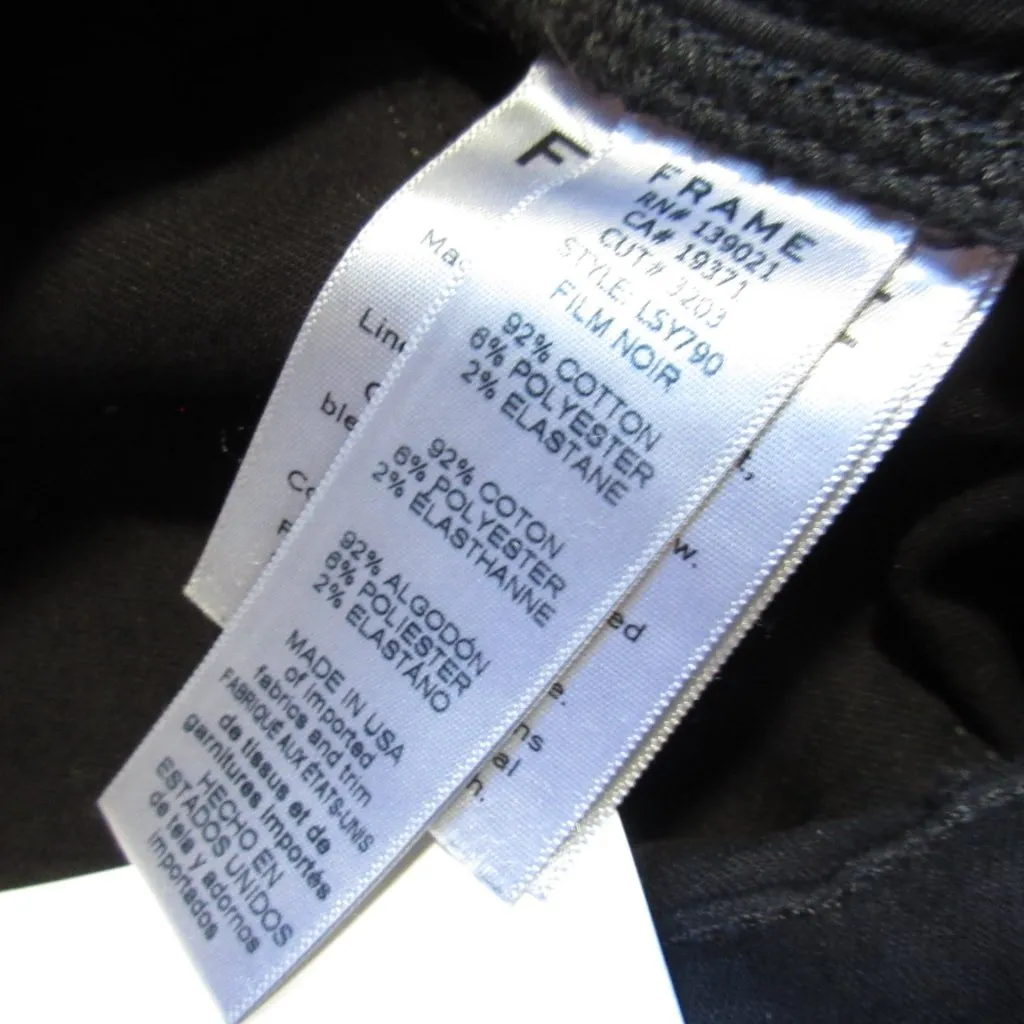 FRAME
RN# 139021
CA# 19371
CUT# 3203
STYLE: LSY790
FILM NOIR
92% COTTON
6% POLYESTER
2% ELASTANE
92% COTON
6% POLYESTER
2% ÉLASTHANNE
92% ALGODÓN
6% POLIESTER
2% ELASTANO
MADE IN USA
of imported
fabrics and trim
FABRIQUÉ AUX ÉTATS-UNIS
de tissus et de
garnitures importés
HECHO EN
ESTADOS UNIDOS
de tela y adornos
importados
F